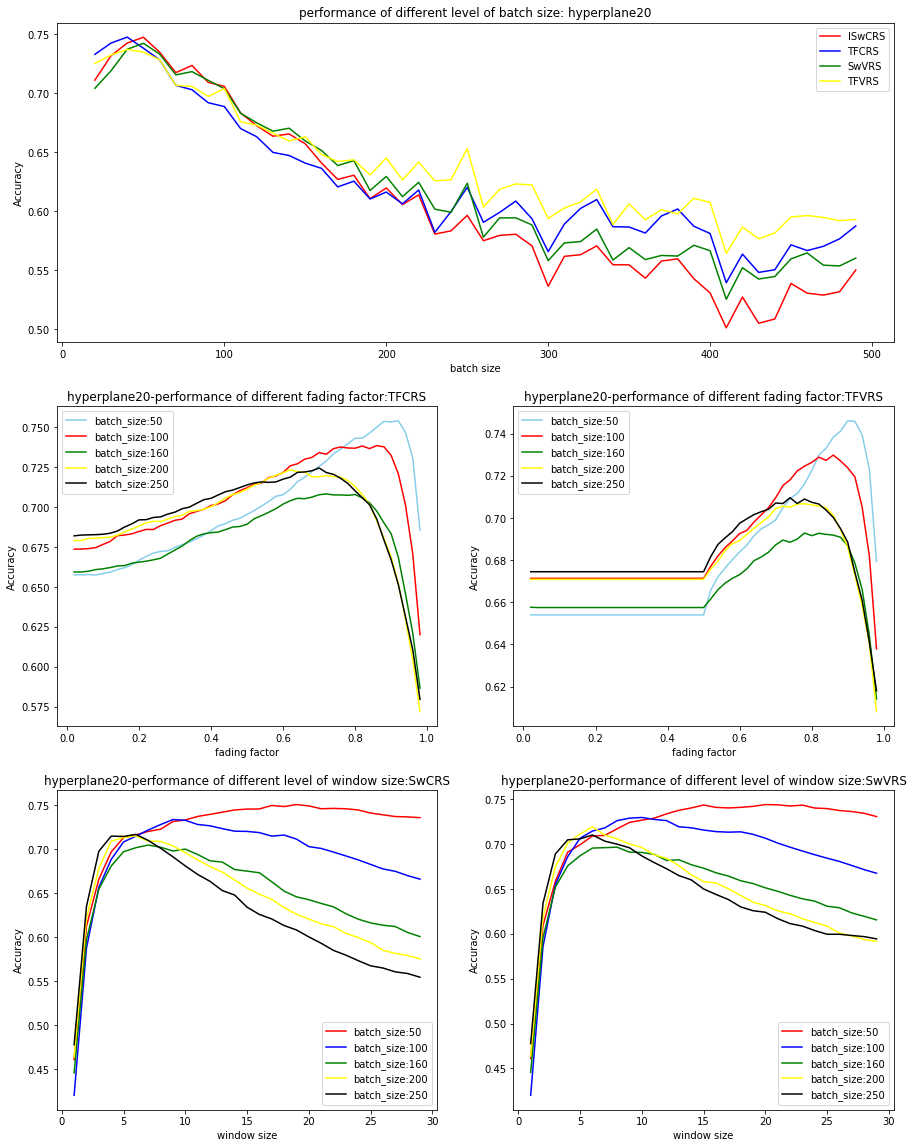 performance of different level of batch size: hyperplane20
0.75
0.70
0.65
0.60
0.55
0.50
Accuracy
ISwCRS
TFCRS
SwVRS
TFVRS
0
100
200
300
400
500
batch size
hyperplane20-performance of different fading factor:TFCRS
0.750
0.725
0.700
0.675
0.650
0.625
0.600
0.575
Accuracy
batch_size:50
batch_size:100
batch_size:160
batch_size:200
batch_size:250
0.0
0.2
0.4
0.6
0.8
1.0
fading factor
hyperplane20-performance of different fading factor:TFVRS
0.74
0.72
0.70
0.68
0.66
0.64
0.62
Accuracy
batch_size:50
batch_size:100
batch_size:160
batch_size:200
batch_size:250
0.0
0.2
0.4
0.6
0.8
1.0
fading factor
hyperplane20-performance of different level of window size:SwCRS
0.75
0.70
0.65
0.60
0.55
0.50
0.45
Accuracy
batch_size:50
batch_size:100
batch_size:160
batch_size:200
batch_size:250
0
5
10
15
20
25
30
window size
hyperplane20-performance of different level of window size:SwVRS
0.75
0.70
0.65
0.60
0.55
0.50
0.45
Accuracy
batch_size:50
batch_size:100
batch_size:160
batch_size:200
batch_size:250
0
5
10
15
20
25
30
window size